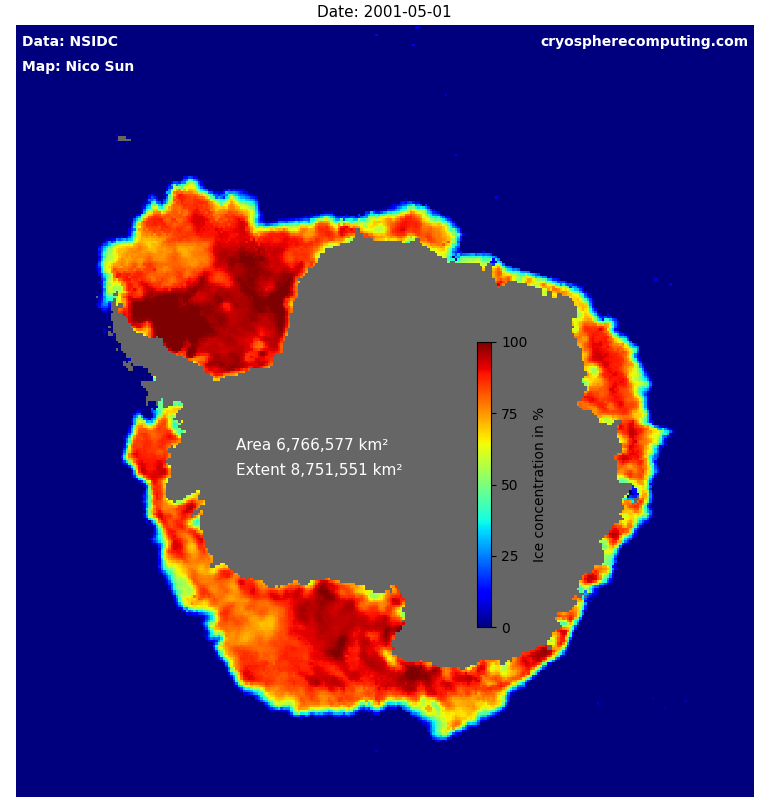 Date: 2001-05-01
Data: NSIDC
cryospherecomputing.com
Map: Nico Sun
100
75
50
25
0
Ice concentration in %
Area 6,766,577 km²
Extent 8,751,551 km²